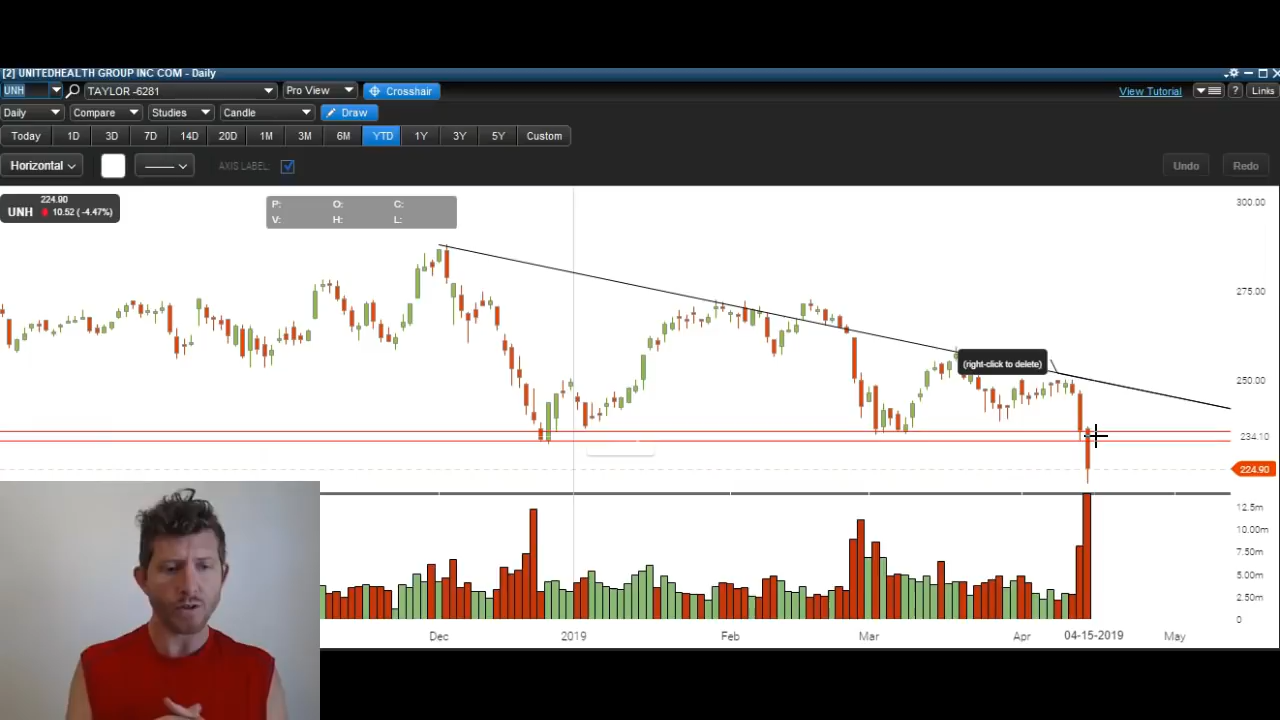 [2] UNITEDHEALTH GROUP INC COM - Daily
UNH TAYLOR -6281 Pro View Crosshair View Tutorial ? Links
Daily Compare Studies Candle Draw
Today 1D 3D 7D 14D 20D 1M 3M 6M YTD 1Y 3Y 5Y Custom
Horizontal AXIS LABEL: Undo Redo
224.90
UNH 10.52 ( -4.47%)
P: O: C:
V: H: L:
300.00
275.00
(right-click to delete)
250.00
234.10
224.90
12.5m
10.00m
7.50m
5.00m
2.50m
0
Dec 2019 Feb Mar Apr 04-15-2019 May